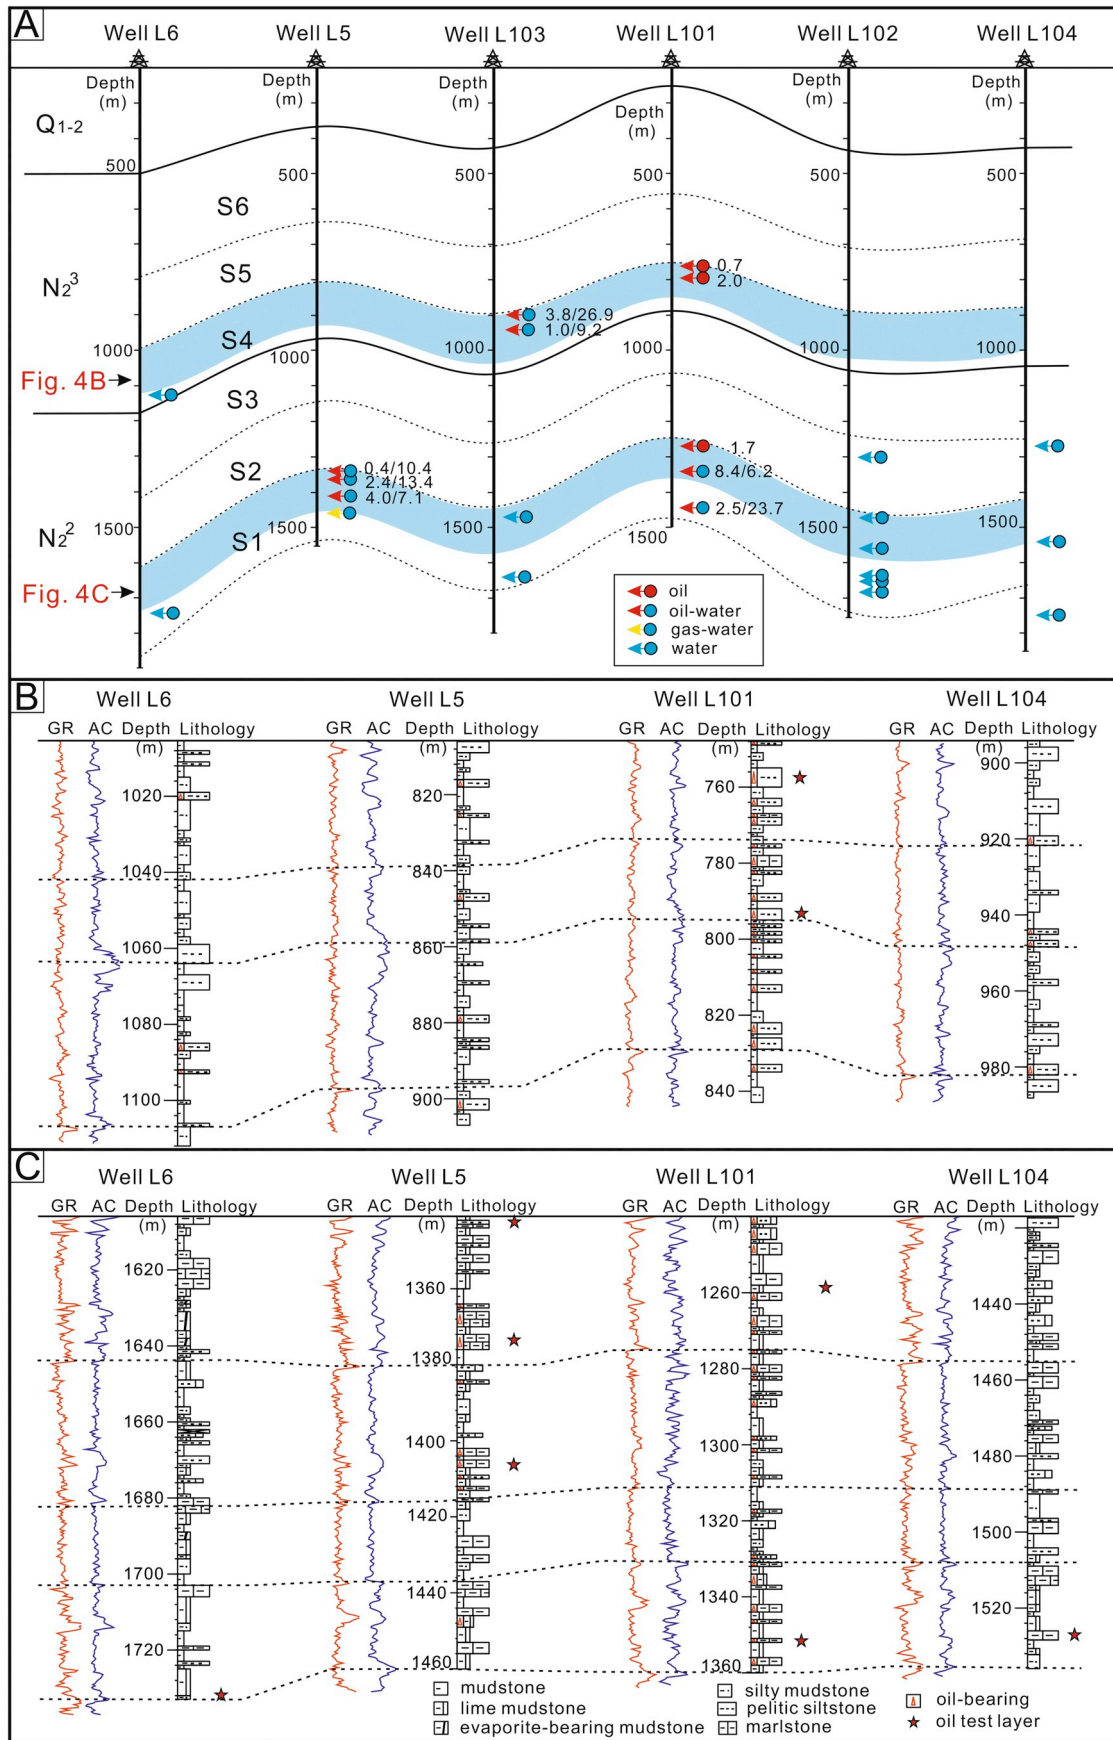 A
Well L6 Well L5 Well L103 Well L101 Well L102 Well L104
Depth (m) Depth (m) Depth (m) Depth (m) Depth (m) Depth (m)
Q1-2
500 500 500 500 500 500
S6
S5
N2³
0.7
2.0
3.8/26.9
1.0/9.2
S4
1000 1000 1000 1000 1000 1000
Fig. 4B
S3
S2
1.7
0.4/10.4
2.4/13.4
8.4/6.2
4.0/7.1
2.5/23.7
1500 1500 1500 1500 1500 1500
N2²
S1
Fig. 4C
oil
oil-water
gas-water
water
B
Well L6 Well L5 Well L101 Well L104
GR AC Depth (m) Lithology GR AC Depth (m) Lithology GR AC Depth (m) Lithology GR AC Depth (m) Lithology
1020 820 760 900
1040 840 780 920
1060 860 800 940
1080 880 820 960
1100 900 840 980
C
Well L6 Well L5 Well L101 Well L104
GR AC Depth (m) Lithology GR AC Depth (m) Lithology GR AC Depth (m) Lithology GR AC Depth (m) Lithology
1620 1360 1260 1440
1640 1380 1280 1460
1660 1400 1300 1480
1680 1420 1320 1500
1700 1440 1340 1520
1720 1460 1360
mudstone
lime mudstone
evaporite-bearing mudstone
silty mudstone
pelitic siltstone
marlstone
oil-bearing
oil test layer